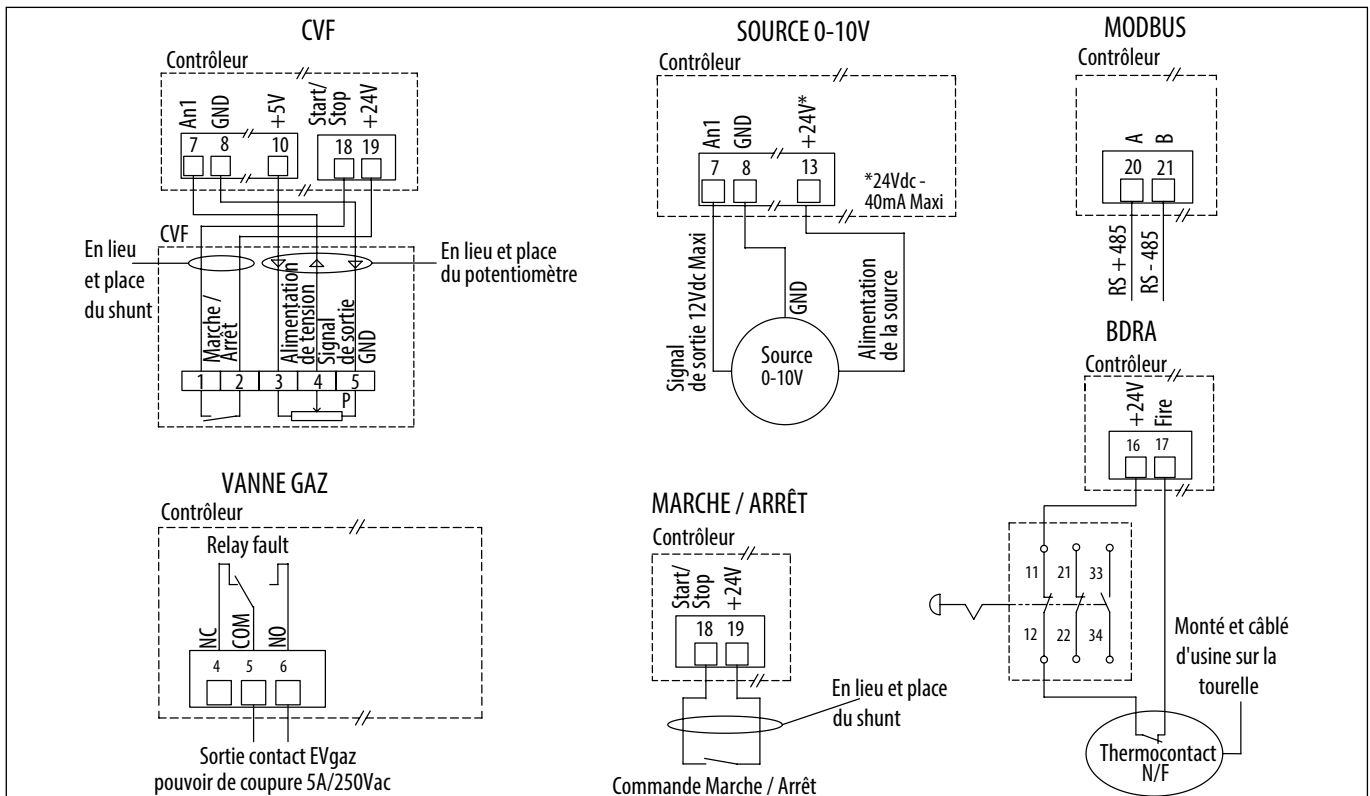 CVF
Contrôleur
An1
GND
+5V
Start/
Stop
+24V
7 8 10 18 19
CVF
En lieu
et place
du shunt
En lieu et place
du potentiomètre
Marche /
Arrêt
Alimentation
de tension
Signal
de sortie
GND
1 2 3 4 5
P
SOURCE 0-10V
Contrôleur
An1
GND
+24V*
7 8 13
*24Vdc -
40mA Maxi
Signal
de sortie 12Vdc Maxi
GND
Alimentation
de la source
Source
0-10V
MODBUS
Contrôleur
A
B
20 21
RS + 485
RS - 485
BDRA
Contrôleur
+24V
Fire
16 17
11 21 33
12 22 34
Monté et câblé
d'usine sur la
tourelle
Thermocontact
N/F
VANNE GAZ
Contrôleur
Relay fault
NC
COM
NO
4 5 6
Sortie contact EVgaz
pouvoir de coupure 5A/250Vac
MARCHE / ARRÊT
Contrôleur
Start/
Stop
+24V
18 19
En lieu et place
du shunt
Commande Marche / Arrêt